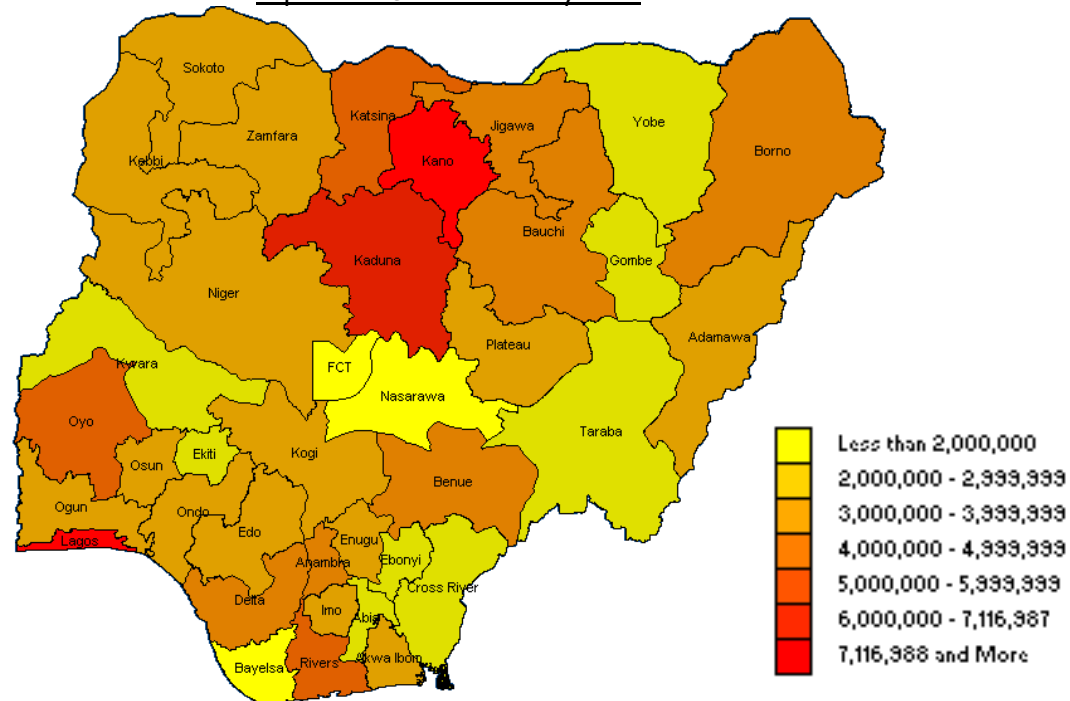 Sokoto
Katsina
Yobe
Jigawa
Zamfara
Borno
Kebbi
Kano
Bauchi
Kaduna
Gombe
Niger
Adamawa
Plateau
Kwara
FCT
Nasarawa
Oyo
Taraba
Ekiti
Kogi
Osun
Benue
Ogun
Ondo
Edo
Enugu
Lagos
Anambra
Ebonyi
Cross River
Delta
Imo
Abia
Akwa Ibom
Rivers
Bayelsa
Less than 2,000,000
2,000,000 - 2,999,999
3,000,000 - 3,999,999
4,000,000 - 4,999,999
5,000,000 - 5,999,999
6,000,000 - 7,116,987
7,116,988 and More